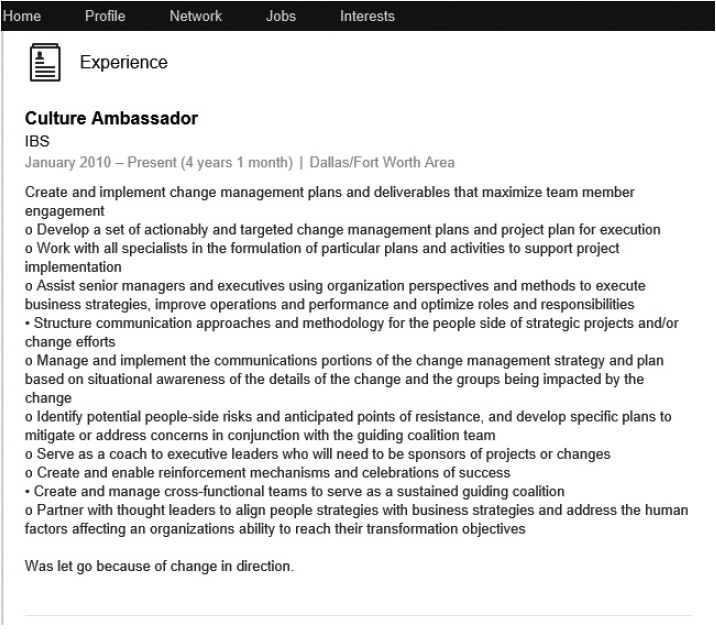 Home Profile Network Jobs Interests
Experience
Culture Ambassador
IBS
January 2010 – Present (4 years 1 month) | Dallas/Fort Worth Area
Create and implement change management plans and deliverables that maximize team member
engagement
o Develop a set of actionably and targeted change management plans and project plan for execution
o Work with all specialists in the formulation of particular plans and activities to support project
implementation
o Assist senior managers and executives using organization perspectives and methods to execute
business strategies, improve operations and performance and optimize roles and responsibilities
• Structure communication approaches and methodology for the people side of strategic projects and/or
change efforts
o Manage and implement the communications portions of the change management strategy and plan
based on situational awareness of the details of the change and the groups being impacted by the
change
o Identify potential people-side risks and anticipated points of resistance, and develop specific plans to
mitigate or address concerns in conjunction with the guiding coalition team
o Serve as a coach to executive leaders who will need to be sponsors of projects or changes
o Create and enable reinforcement mechanisms and celebrations of success
• Create and manage cross-functional teams to serve as a sustained guiding coalition
o Partner with thought leaders to align people strategies with business strategies and address the human
factors affecting an organizations ability to reach their transformation objectives
Was let go because of change in direction.